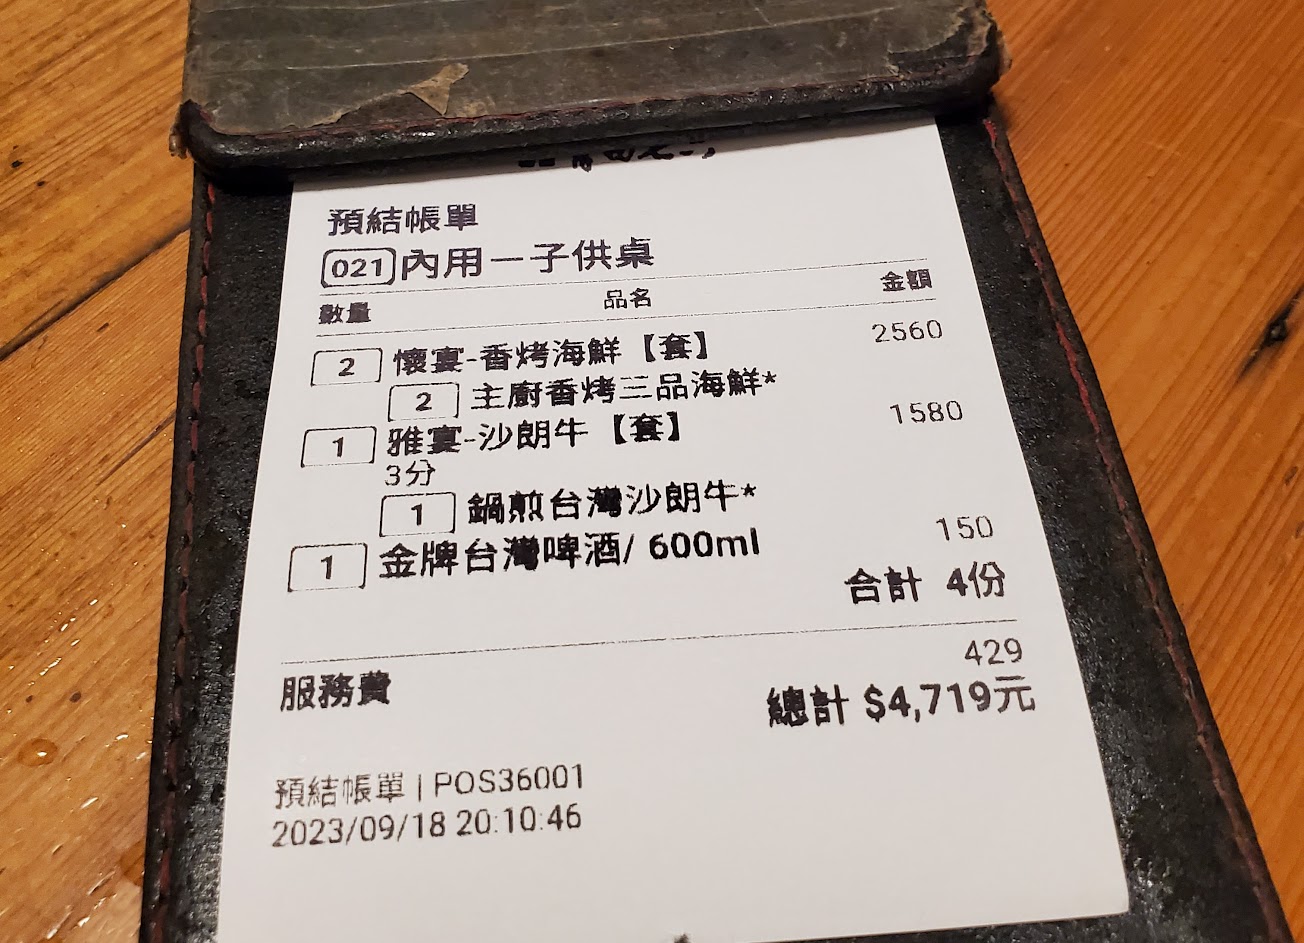 預結帳單
021 內用－子供桌
數量 品名 金額
2 懷宴-香烤海鮮【套】 2560
2 主廚香烤三品海鮮*
1 雅宴-沙朗牛【套】 1580
3分
1 鍋煎台灣沙朗牛*
1 金牌台灣啤酒/ 600ml 150
合計 4份
服務費 429
總計 $4,719元
預結帳單 | POS36001
2023/09/18 20:10:46